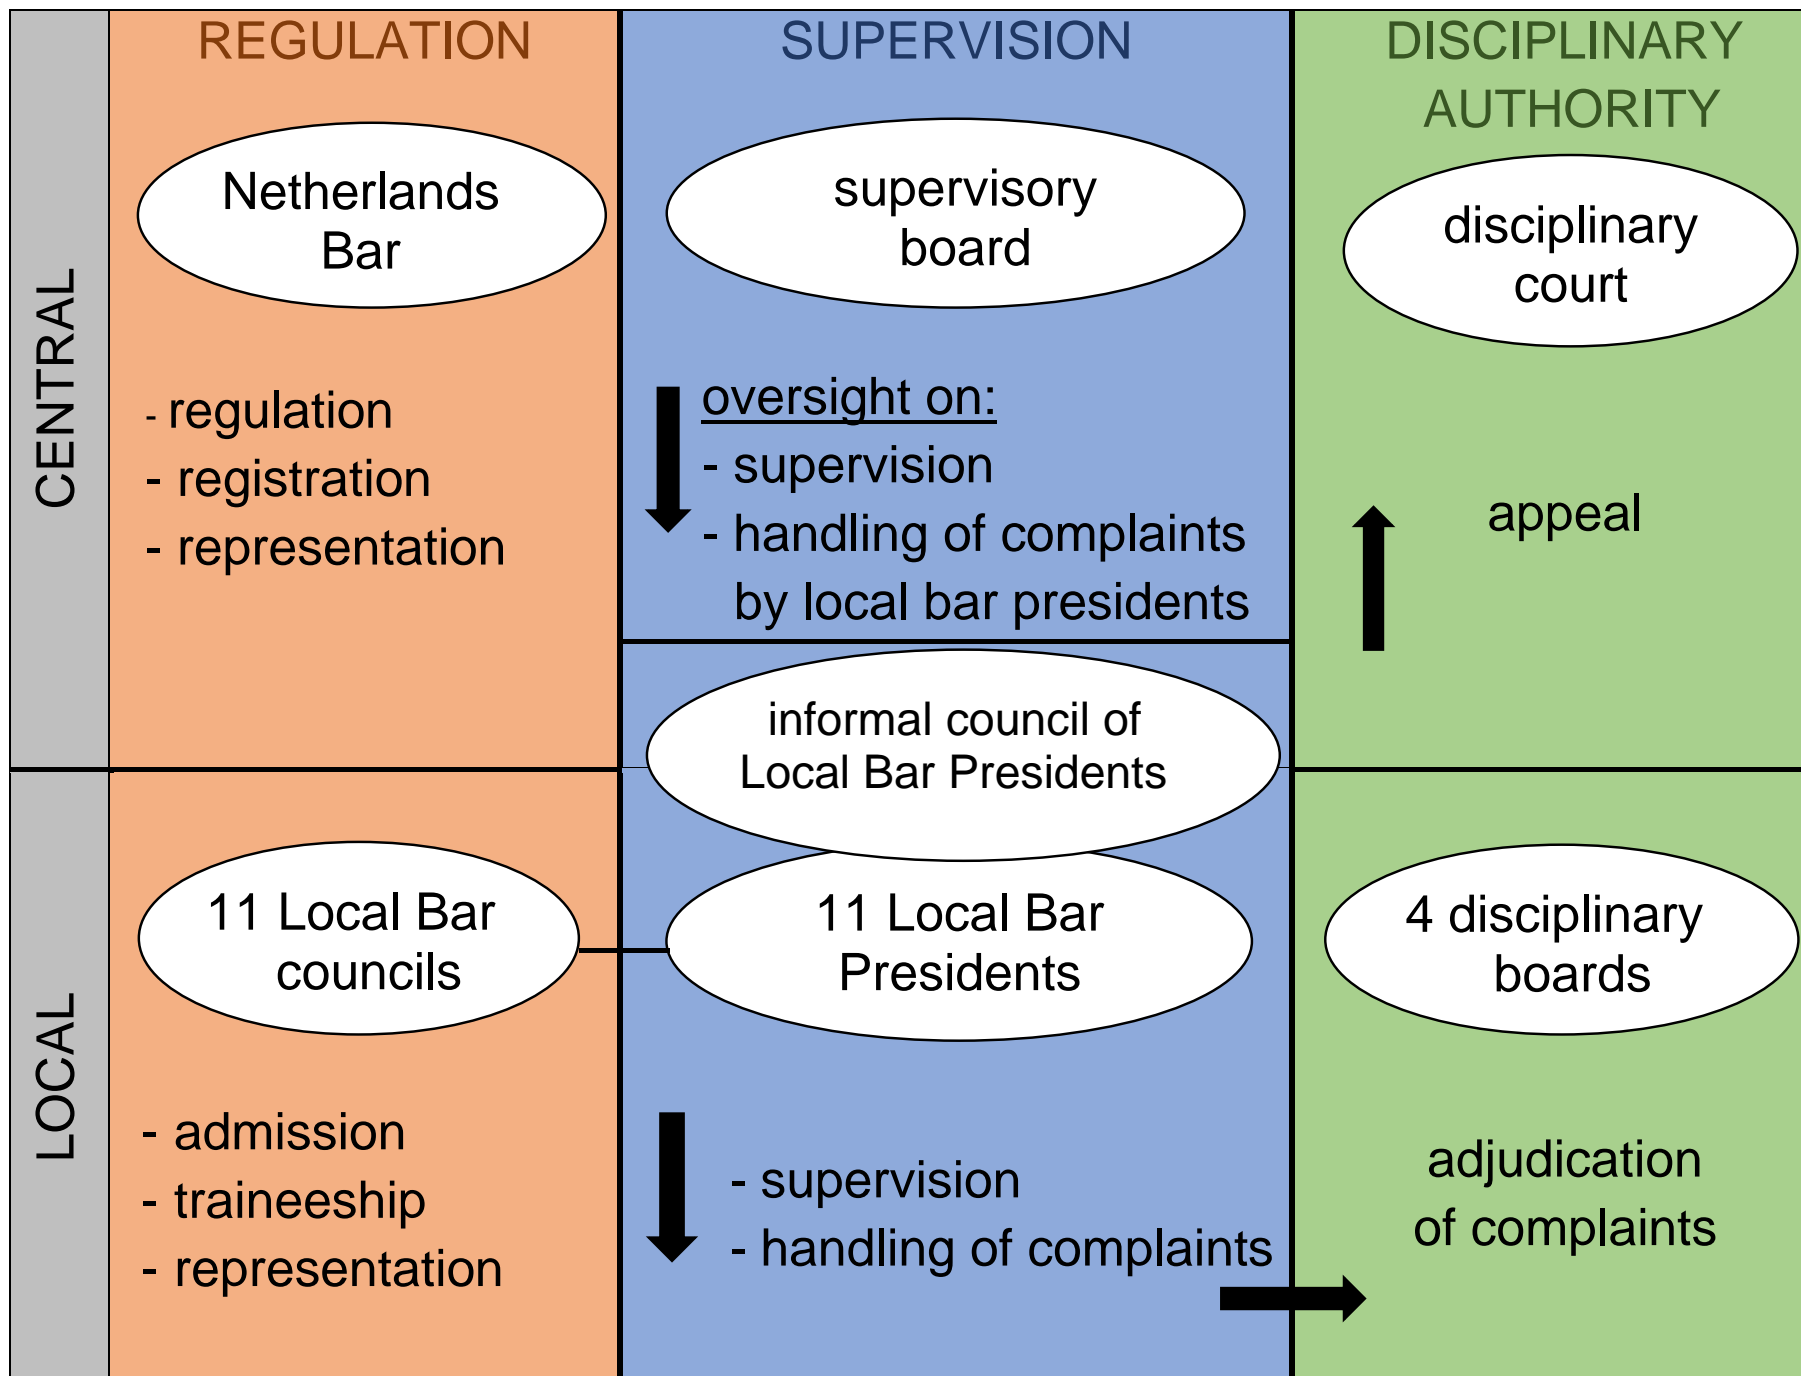 REGULATION
SUPERVISION
DISCIPLINARY
AUTHORITY
CENTRAL
Netherlands
Bar
- regulation
- registration
- representation
supervisory
board
oversight on:
- supervision
- handling of complaints
by local bar presidents
disciplinary
court
appeal
informal council of
Local Bar Presidents
LOCAL
11 Local Bar
councils
- admission
- traineeship
- representation
11 Local Bar
Presidents
- supervision
- handling of complaints
4 disciplinary
boards
adjudication
of complaints